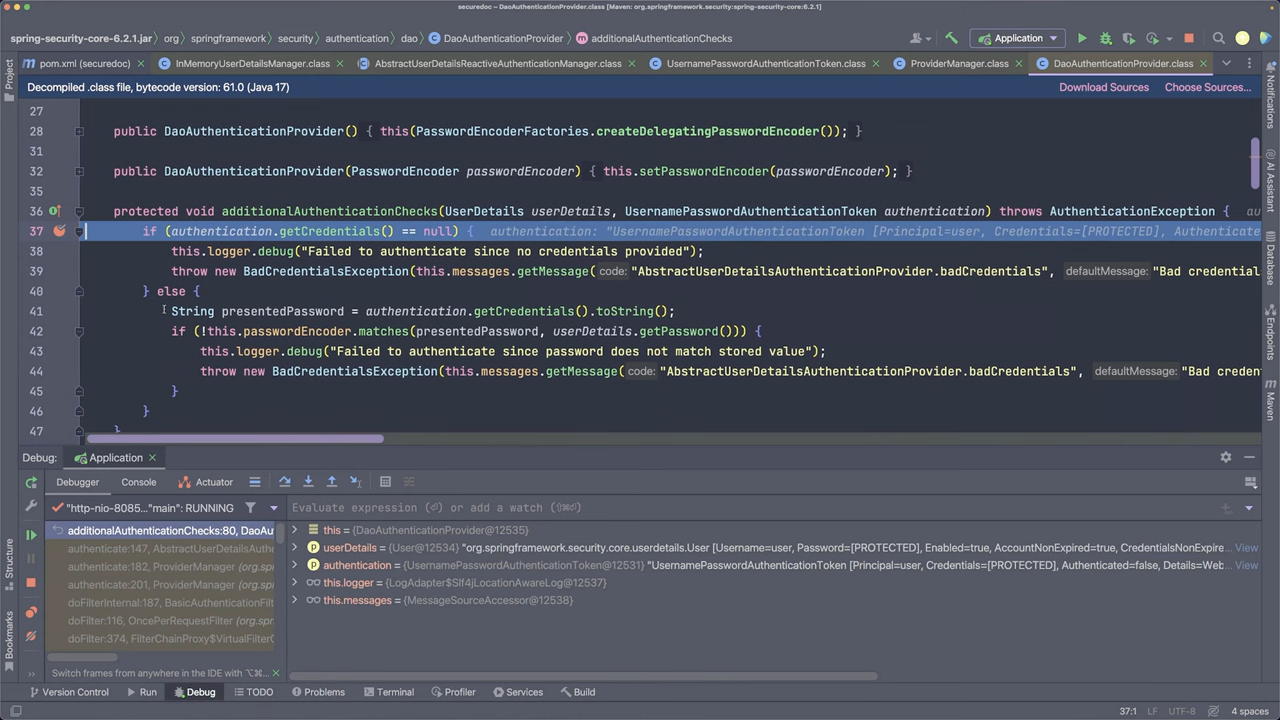 securedoc – DaoAuthenticationProvider.class [Maven: org.springframework.security:spring-security-core:6.2.1]
spring-security-core-6.2.1.jar org springframework security authentication dao DaoAuthenticationProvider additionalAuthenticationChecks Application
pom.xml (securedoc) InMemoryUserDetailsManager.class AbstractUserDetailsReactiveAuthenticationManager.class UsernamePasswordAuthenticationToken.class ProviderManager.class DaoAuthenticationProvider.class
Decompiled .class file, bytecode version: 61.0 (Java 17) Download Sources Choose Sources...
27
28 public DaoAuthenticationProvider() { this(PasswordEncoderFactories.createDelegatingPasswordEncoder()); }
31
32 public DaoAuthenticationProvider(PasswordEncoder passwordEncoder) { this.setPasswordEncoder(passwordEncoder); }
35
36 protected void additionalAuthenticationChecks(UserDetails userDetails, UsernamePasswordAuthenticationToken authentication) throws AuthenticationException {
37 if (authentication.getCredentials() == null) { authentication: "UsernamePasswordAuthenticationToken [Principal=user, Credentials=[PROTECTED], Authenticate
38 this.logger.debug("Failed to authenticate since no credentials provided");
39 throw new BadCredentialsException(this.messages.getMessage( code: "AbstractUserDetailsAuthenticationProvider.badCredentials", defaultMessage: "Bad credential
40 } else {
41 String presentedPassword = authentication.getCredentials().toString();
42 if (!this.passwordEncoder.matches(presentedPassword, userDetails.getPassword())) {
43 this.logger.debug("Failed to authenticate since password does not match stored value");
44 throw new BadCredentialsException(this.messages.getMessage( code: "AbstractUserDetailsAuthenticationProvider.badCredentials", defaultMessage: "Bad creden
45 }
46 }
47 }
Project
Structure
Bookmarks
Notifications
AI Assistant
Database
Endpoints
Maven
Debug: Application
Debugger Console Actuator
"http-nio-8085..."main": RUNNING Evaluate expression (⏎) or add a watch (⇧⌘⏎)
additionalAuthenticationChecks:80, DaoAu
authenticate:147, AbstractUserDetailsAuthe
authenticate:182, ProviderManager (org.sp
authenticate:201, ProviderManager (org.sp
doFilterInternal:187, BasicAuthenticationFilt
doFilter:116, OncePerRequestFilter (org.spr
doFilter:374, FilterChainProxy$VirtualFilterC
Switch frames from anywhere in the IDE with ⌥⌘...
this = {DaoAuthenticationProvider@12535}
userDetails = {User@12534} "org.springframework.security.core.userdetails.User [Username=user, Password=[PROTECTED], Enabled=true, AccountNonExpired=true, CredentialsNonExpire... View
authentication = {UsernamePasswordAuthenticationToken@12531} "UsernamePasswordAuthenticationToken [Principal=user, Credentials=[PROTECTED], Authenticated=false, Details=Web... View
this.logger = {LogAdapter$Slf4jLocationAwareLog@12537}
this.messages = {MessageSourceAccessor@12538}
Version Control Run Debug TODO Problems Terminal Profiler Services Build
37:1 LF UTF-8 4 spaces